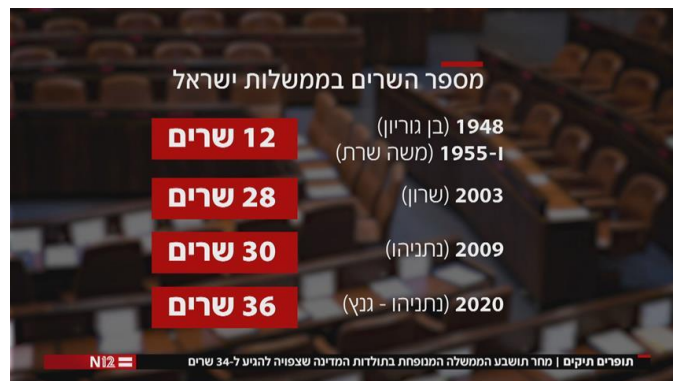 מספר השרים בממשלות ישראל
1948 (בן גוריון)
ו-1955 (משה שרת)
12 שרים
2003 (שרון)
28 שרים
2009 (נתניהו)
30 שרים
2020 (נתניהו - גנץ)
36 שרים
תופרים תיקים | מחר תושבע הממשלה המנופחת בתולדות המדינה שצפויה להגיע ל-34 שרים
N12